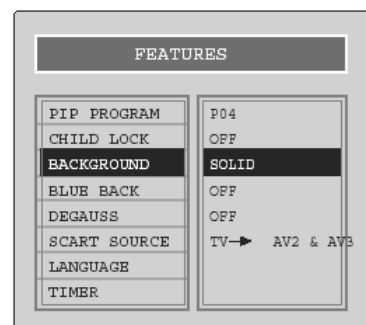 FEATURES
PIP PROGRAM P04
CHILD LOCK OFF
BACKGROUND SOLID
BLUE BACK OFF
DEGAUSS OFF
SCART SOURCE TV→ AV2 & AV3
LANGUAGE
TIMER